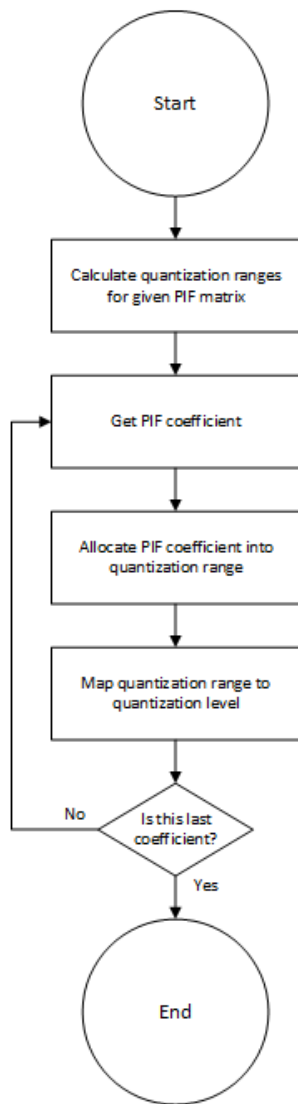 Start
Calculate quantization ranges
for given PIF matrix
Get PIF coefficient
Allocate PIF coefficient into
quantization range
Map quantization range to
quantization level
Is this last
coefficient?
No
Yes
End